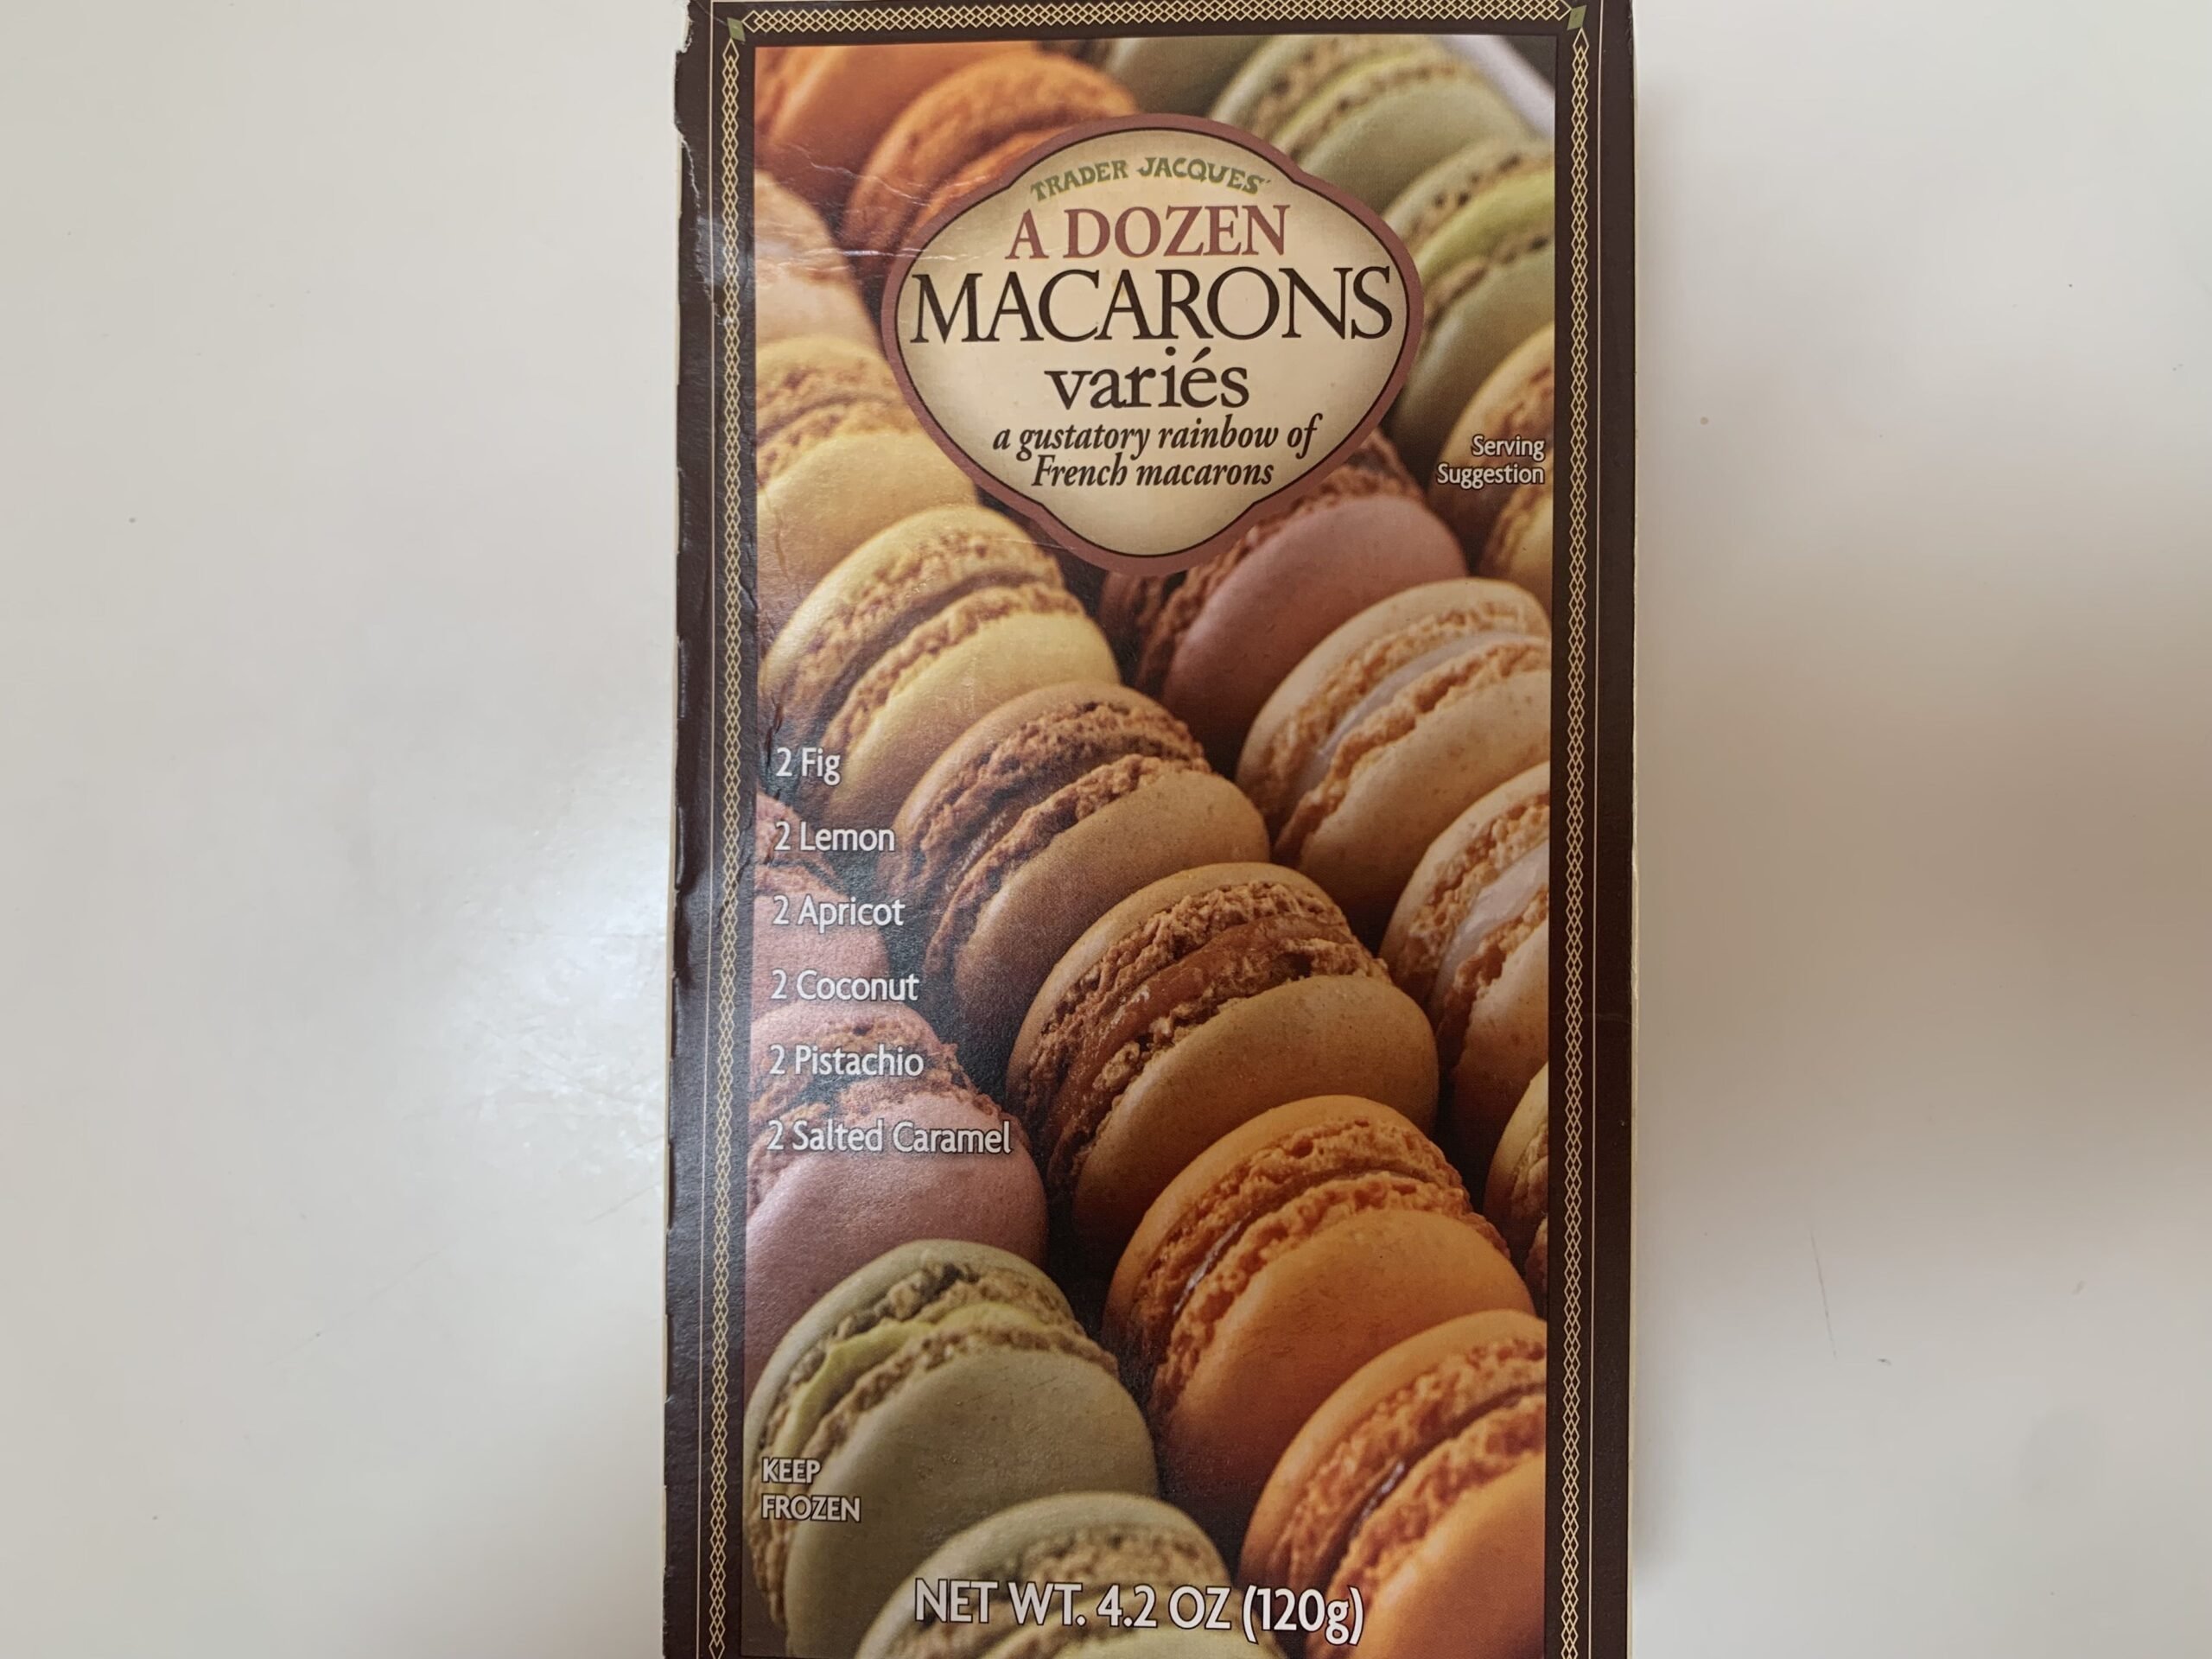 TRADER JACQUES'
A DOZEN
MACARONS
variés
a gustatory rainbow of
French macarons
Serving
Suggestion
2 Fig
2 Lemon
2 Apricot
2 Coconut
2 Pistachio
2 Salted Caramel
KEEP
FROZEN
NET WT. 4.2 OZ (120g)